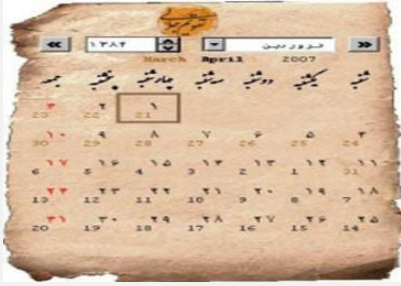 فروردین ۱۳۸۶
March April 2007
شنبه یکشنبه دوشنبه سه شنبه چهارشنبه پنجشنبه جمعه
۱ ۲ ۳
21 22 23
۴ ۵ ۶ ۷ ۸ ۹ ۱۰
24 25 26 27 28 29 30
۱۱ ۱۲ ۱۳ ۱۴ ۱۵ ۱۶ ۱۷
31 1 2 3 4 5 6
۱۸ ۱۹ ۲۰ ۲۱ ۲۲ ۲۳ ۲۴
7 8 9 10 11 12 13
۲۵ ۲۶ ۲۷ ۲۸ ۲۹ ۳۰ ۳۱
14 15 16 17 18 19 20